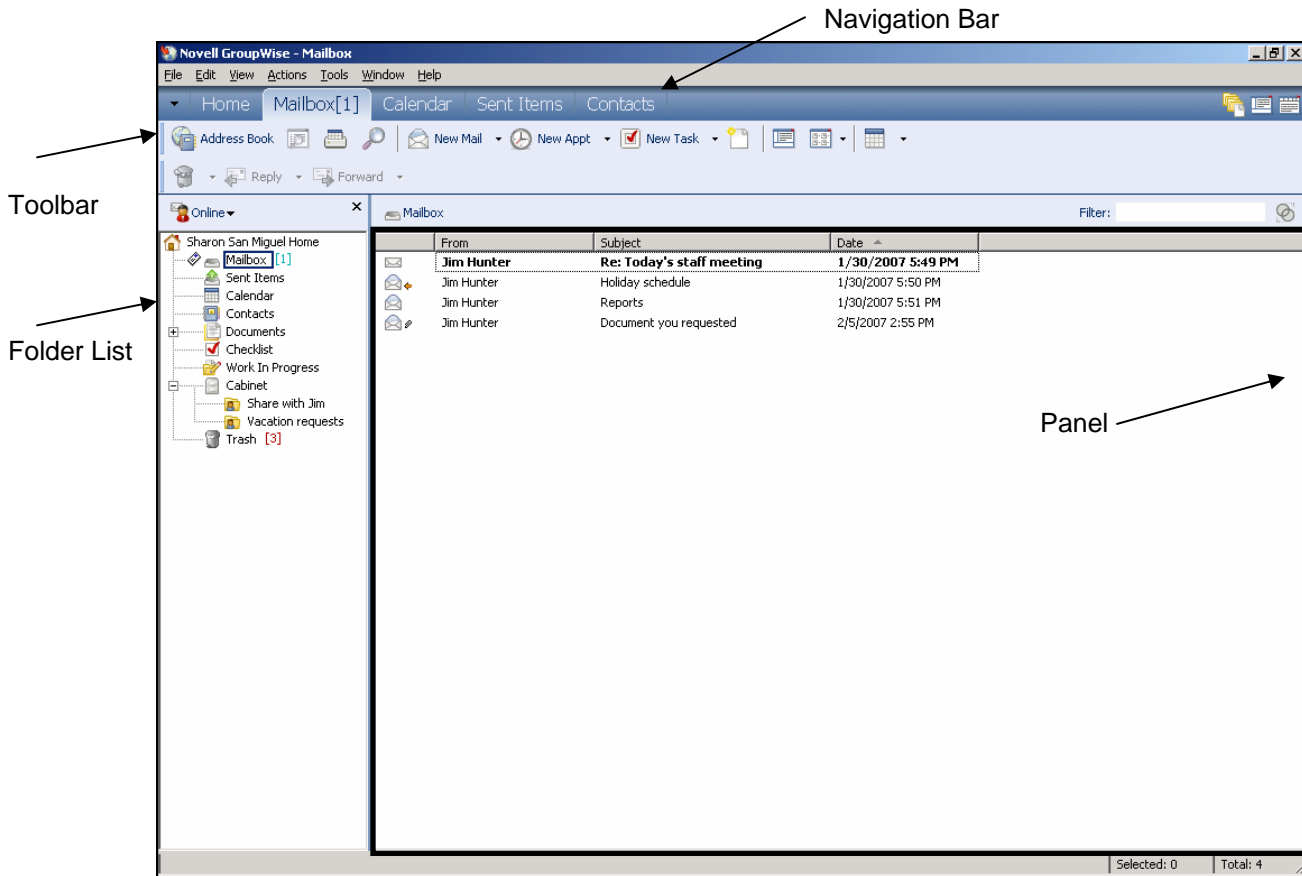 Navigation Bar
Novell GroupWise - Mailbox
File Edit View Actions Tools Window Help
Home Mailbox[1] Calendar Sent Items Contacts
Address Book New Mail New Appt New Task
Reply Forward
Toolbar
Online Mailbox Filter:
Sharon San Miguel Home
Mailbox [1]
Sent Items
Calendar
Contacts
Documents
Checklist
Work In Progress
Cabinet
Share with Jim
Vacation requests
Trash [3]
Folder List
From Subject Date
Jim Hunter Re: Today's staff meeting 1/30/2007 5:49 PM
Jim Hunter Holiday schedule 1/30/2007 5:50 PM
Jim Hunter Reports 1/30/2007 5:51 PM
Jim Hunter Document you requested 2/5/2007 2:55 PM
Panel
Selected: 0 Total: 4